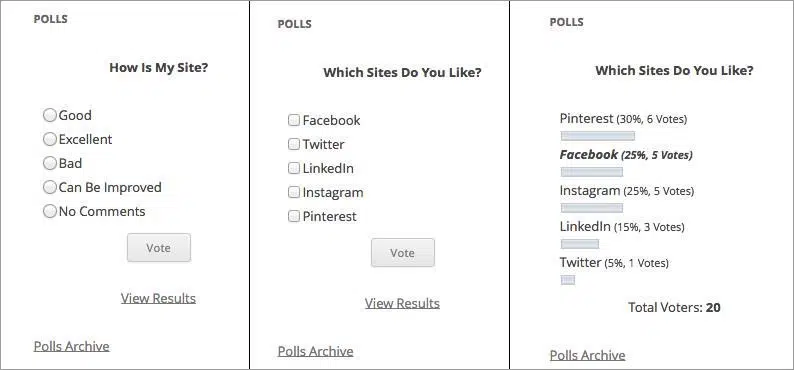 POLLS
How Is My Site?
Good
Excellent
Bad
Can Be Improved
No Comments
Vote
View Results
Polls Archive
POLLS
Which Sites Do You Like?
Facebook
Twitter
LinkedIn
Instagram
Pinterest
Vote
View Results
Polls Archive
POLLS
Which Sites Do You Like?
Pinterest (30%, 6 Votes)
Facebook (25%, 5 Votes)
Instagram (25%, 5 Votes)
LinkedIn (15%, 3 Votes)
Twitter (5%, 1 Votes)
Total Voters: 20
Polls Archive